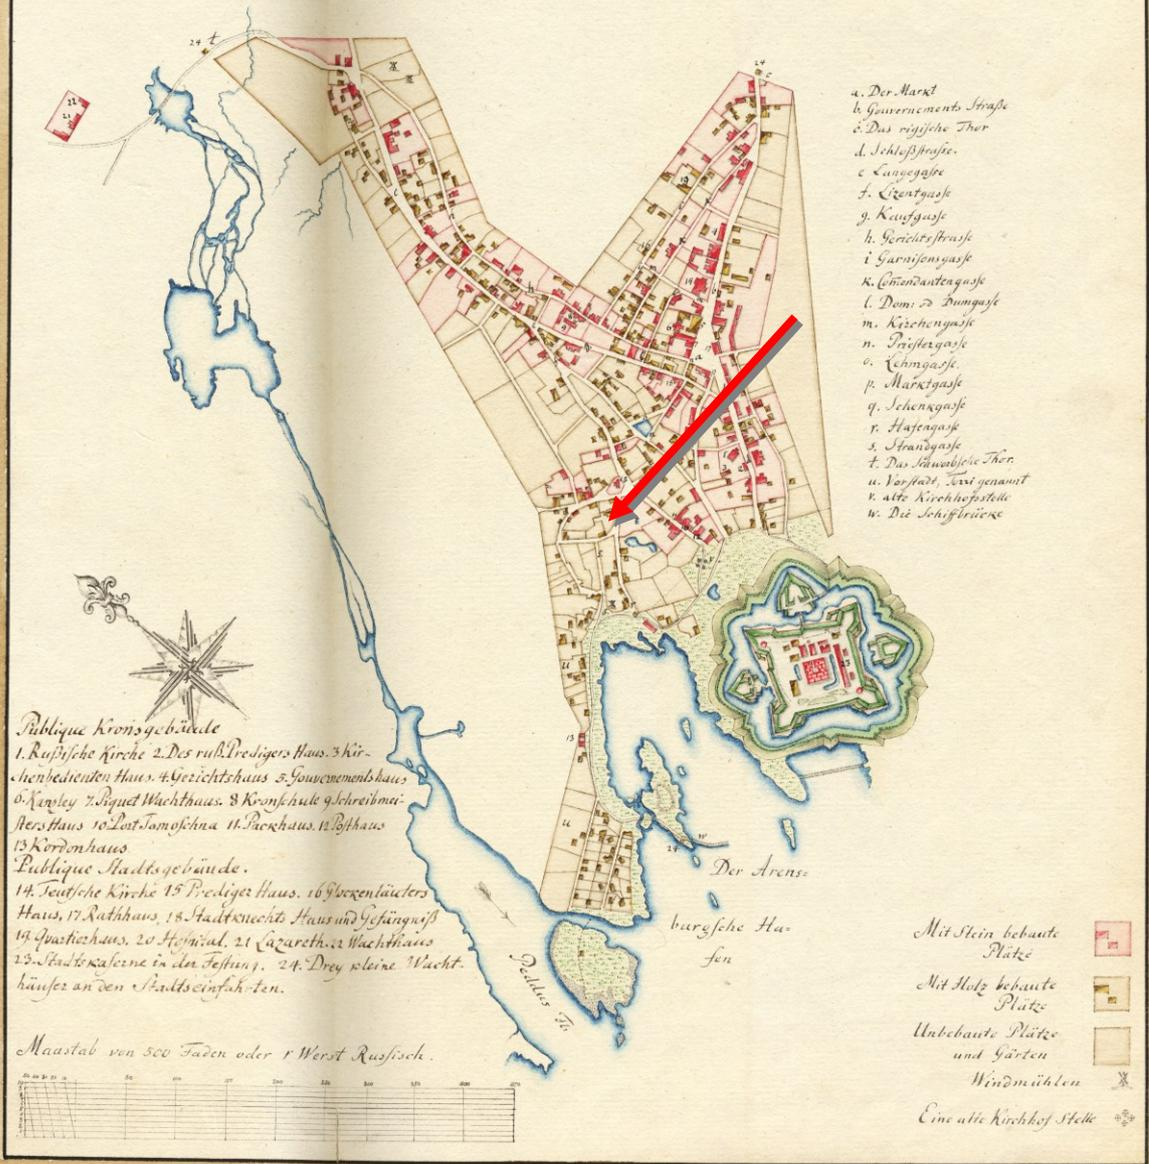 a. Der Markt
b. Gouvernements Straße
c. Das rigische Thor
d. Schloßstrasse.
e Langegasse
f. Lizentgasse
g. Kaufgasse
h. Gerichtsstrasse
i Garnisonsgasse
k. Comendantengasse
l. Dom: od Dumgasse
m. Kirchengasse
n. Priestergasse
o. Lehmgasse.
p. Marktgasse
q. Schenkgasse
r. Hafengasse
s. Strandgasse
t. Das Schworbsche Thor.
u. Vorstadt, Torri genannt
v. alte Kirchhofsstelle
w. Die Schiffbrücke
Publique Kronsgebäude
1. Rußische Kirche 2. Des ruß. Predigers Haus. 3 Kir-
chenbedienten Haus. 4 Gerichtshaus 5. Gouvernementshaus
6. Kanzley 7. Piquet Wachthaus. 8 Kronschule 9 Schreibmei-
sters Haus 10 Port Tamoschna 11. Packhaus. 12 Posthaus
13 Kordonhaus
Publique Stadtsgebäude.
14. Teutsche Kirche 15 Prediger Haus. 16 Glockenläuters
Haus, 17 Rathhaus, 18 Stadtknechts Haus und Gefängniß
19. Quartierhaus, 20 Hospital. 21 Lazareth. 22 Wachthaus
23. Stadtskaserne in der Festung. 24. Drey kleine Wacht-
häuser an den Stadtseinfahrten.
Der Arens=
burgsche Ha-
fen
Peddus Fl.
Mit Stein bebaute
Plätze
Mit Holz bebaute
Plätze
Unbebaute Plätze
und Gärten
Windmühlen
Eine alte Kirchhof Stelle
Maastab von 500 Faden oder 1 Werst Russisch.